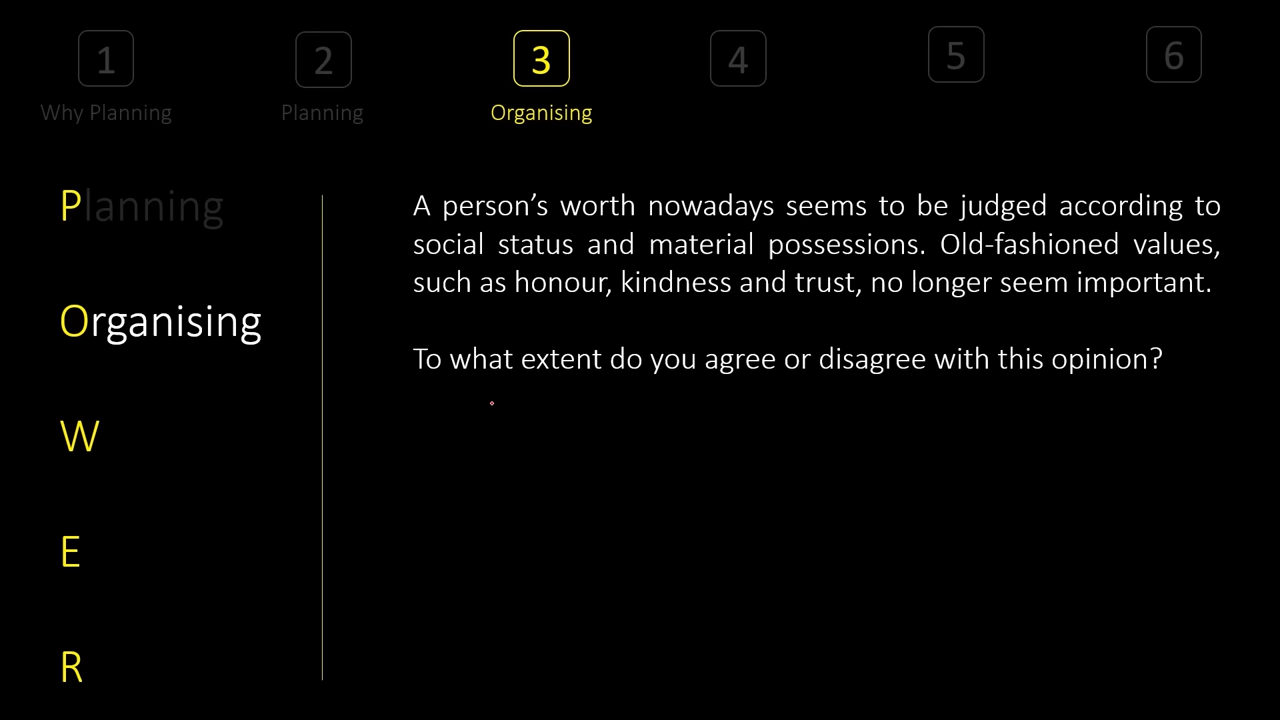 1 2 3 4 5 6
Why Planning Planning Organising
Planning
Organising
W
E
R
A person's worth nowadays seems to be judged according to
social status and material possessions. Old-fashioned values,
such as honour, kindness and trust, no longer seem important.
To what extent do you agree or disagree with this opinion?